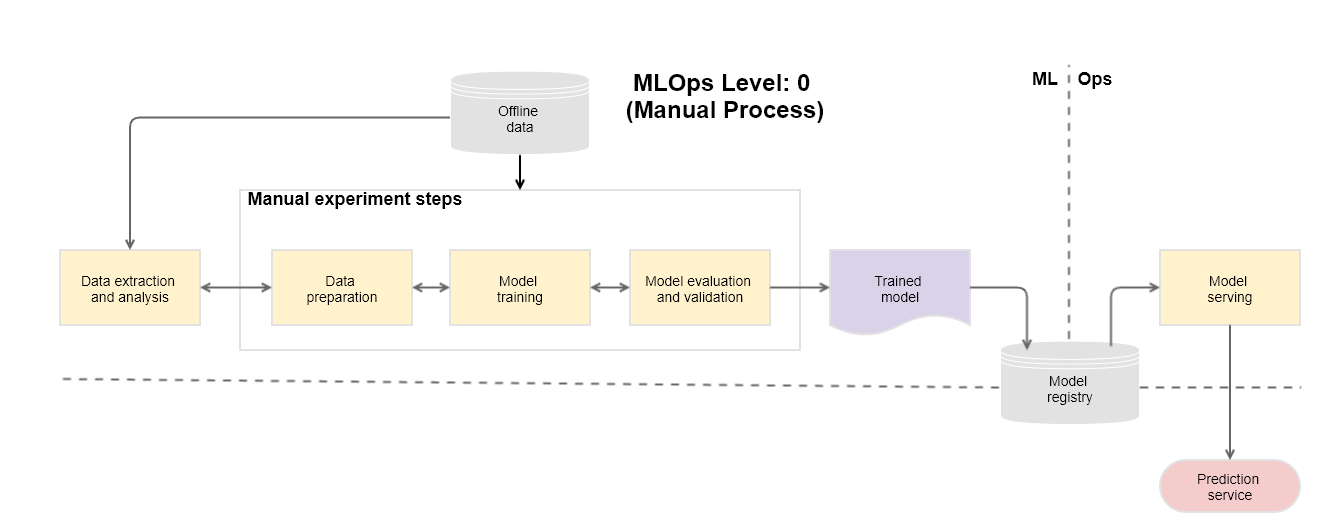 MLOps Level: 0
(Manual Process)
ML
Ops
Offline
data
Manual experiment steps
Data extraction
and analysis
Data
preparation
Model
training
Model evaluation
and validation
Trained
model
Model
serving
Model
registry
Prediction
service